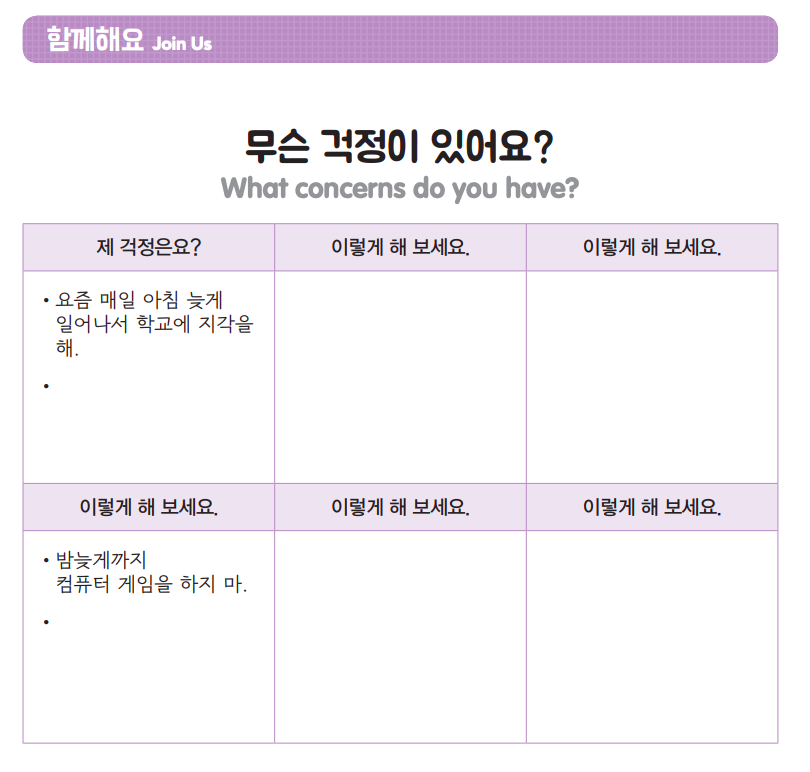 함께해요 Join Us
무슨 걱정이 있어요?
What concerns do you have?
제 걱정은요?
이렇게 해 보세요.
이렇게 해 보세요.
• 요즘 매일 아침 늦게
일어나서 학교에 지각을
해.
•
이렇게 해 보세요.
이렇게 해 보세요.
이렇게 해 보세요.
• 밤늦게까지
컴퓨터 게임을 하지 마.
•